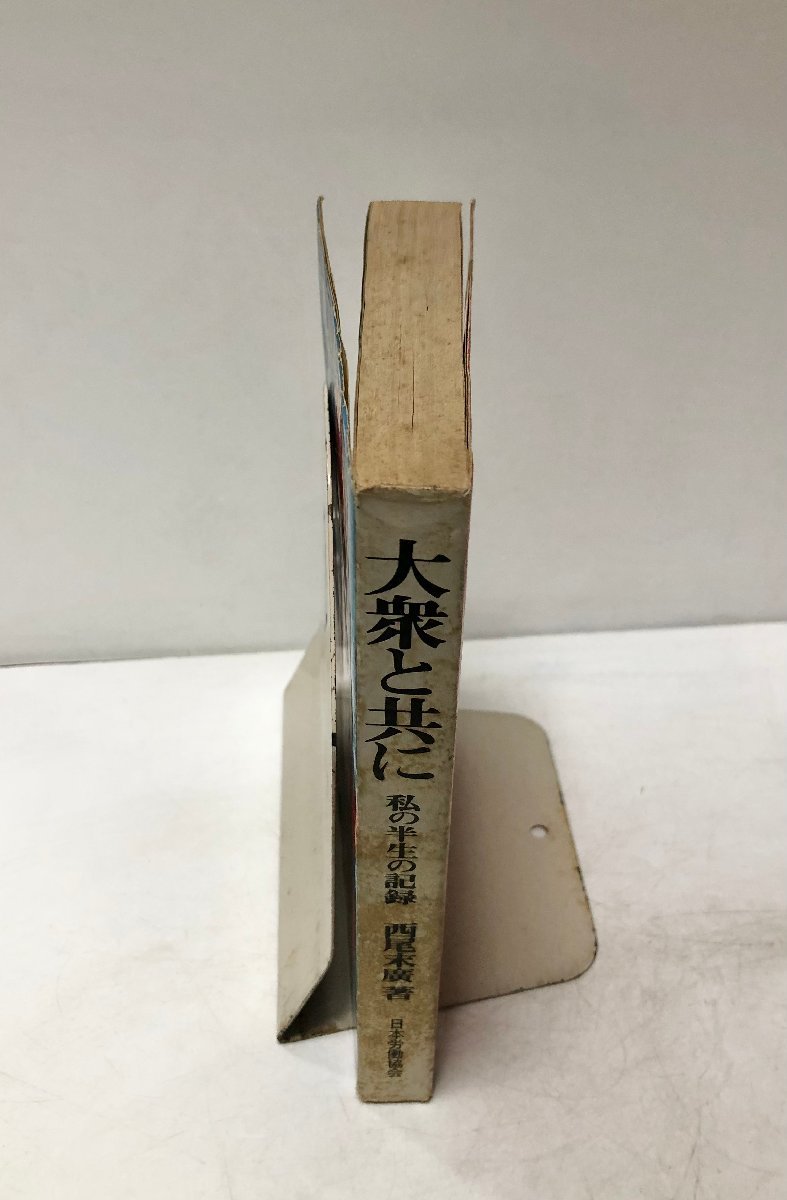 大衆と共に
私の半生の記録
西尾末廣著
日本労働協会